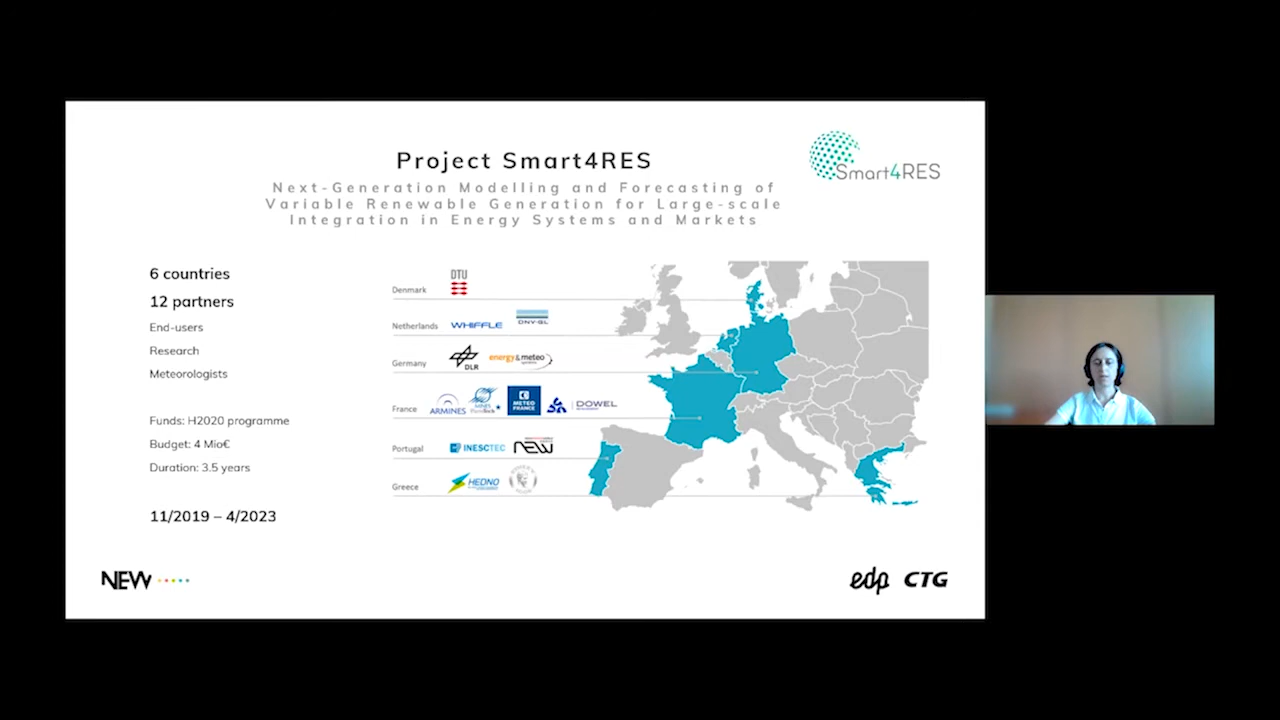 Project Smart4RES
Next-Generation Modelling and Forecasting of
Variable Renewable Generation for Large-scale
Integration in Energy Systems and Markets
Smart4RES
6 countries
12 partners
End-users
Research
Meteorologists
Funds: H2020 programme
Budget: 4 Mio€
Duration: 3.5 years
11/2019 – 4/2023
DTU
Denmark
Netherlands WHIFFLE DNV·GL
Germany DLR energy & meteo
France ARMINES MINES ParisTech METEO FRANCE DOWEL
Portugal INESCTEC NEW
Greece HEDNO
NEW
edp CTG